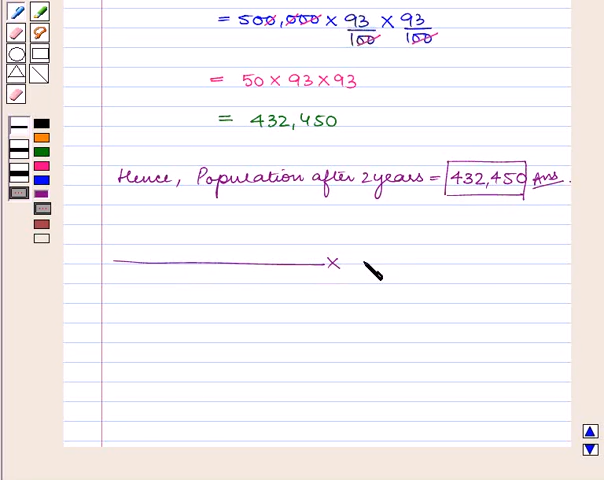 = 500,000 × 93/100 × 93/100
= 50 × 93 × 93
= 432,450
Hence, Population after 2 years = 432,450 Ans.
×